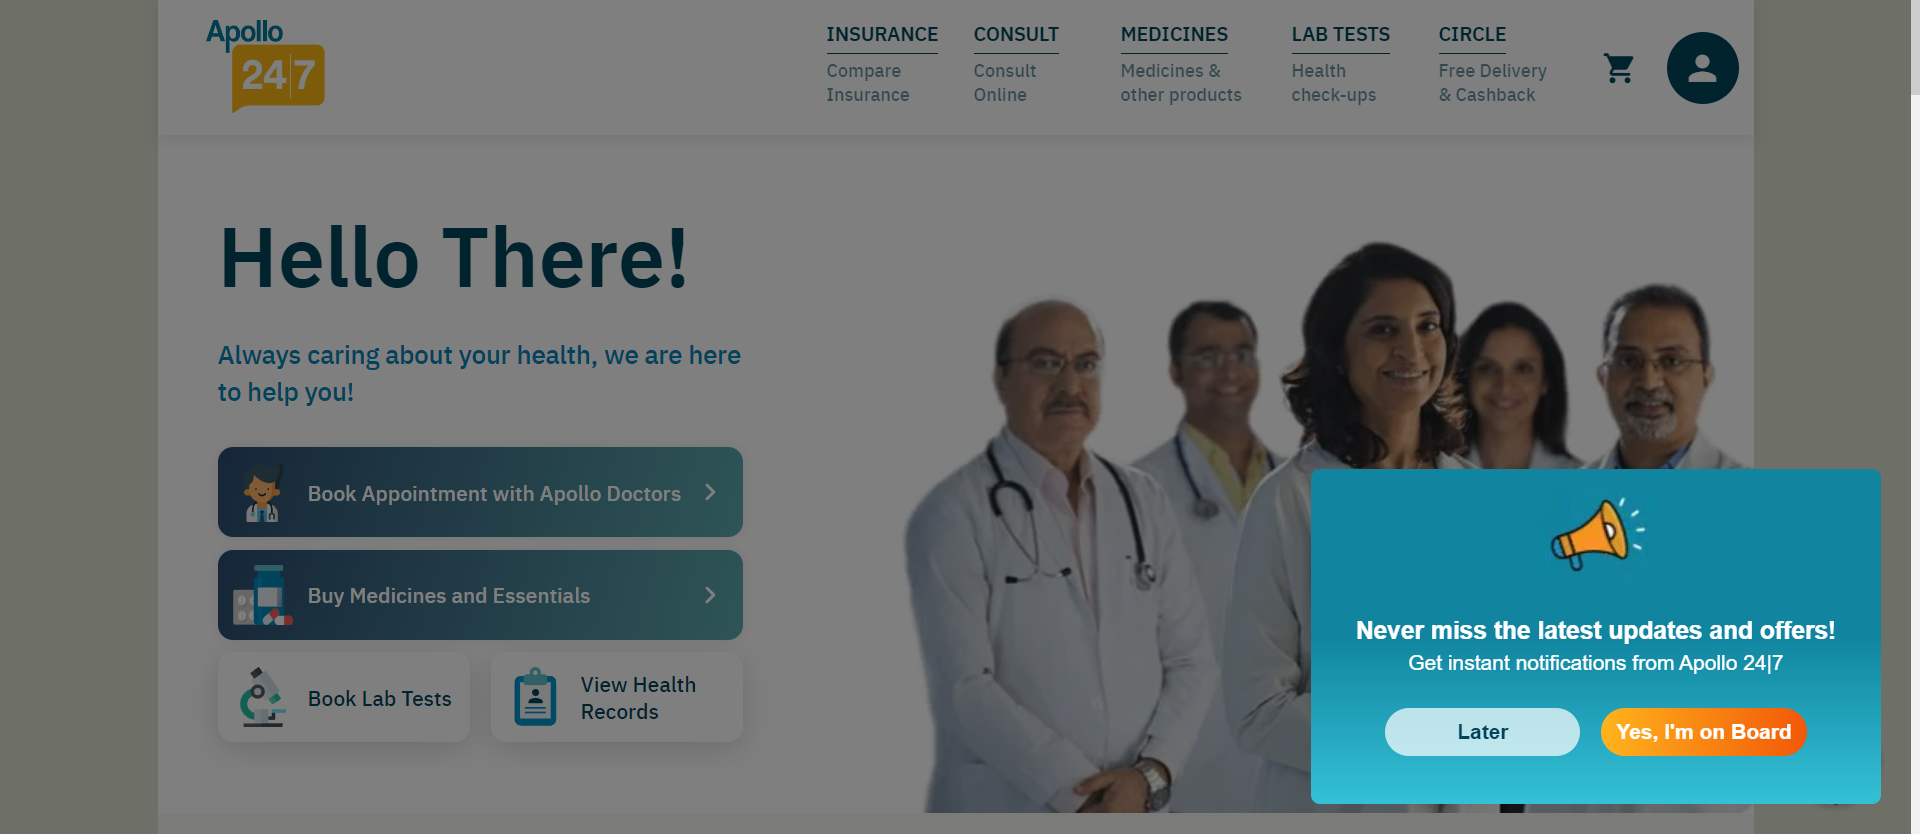 Apollo
24|7
INSURANCE
Compare
Insurance
CONSULT
Consult
Online
MEDICINES
Medicines &
other products
LAB TESTS
Health
check-ups
CIRCLE
Free Delivery
& Cashback
Hello There!
Always caring about your health, we are here
to help you!
Book Appointment with Apollo Doctors
Buy Medicines and Essentials
Book Lab Tests
View Health
Records
Never miss the latest updates and offers!
Get instant notifications from Apollo 24|7
Later
Yes, I'm on Board